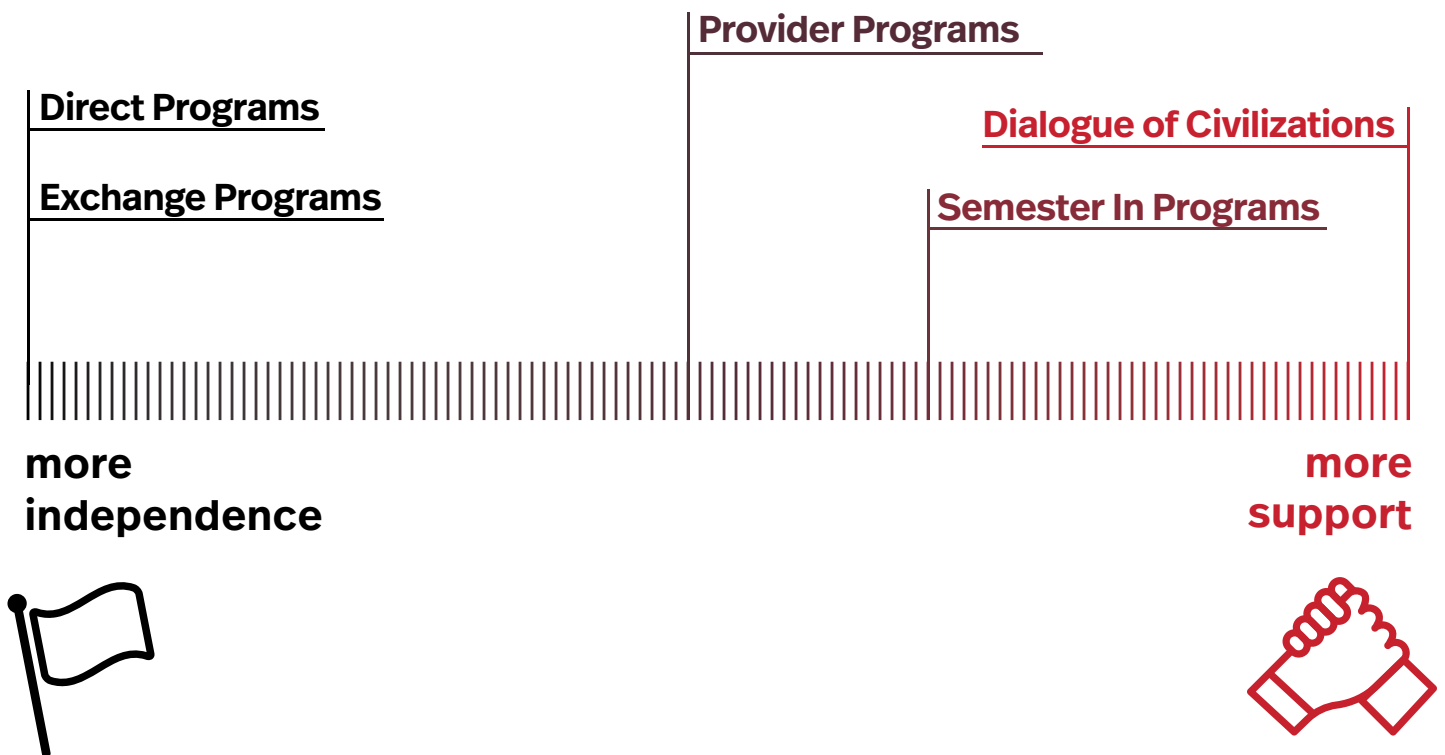 Provider Programs
Direct Programs
Dialogue of Civilizations
Exchange Programs
Semester In Programs
more
independence
more
support